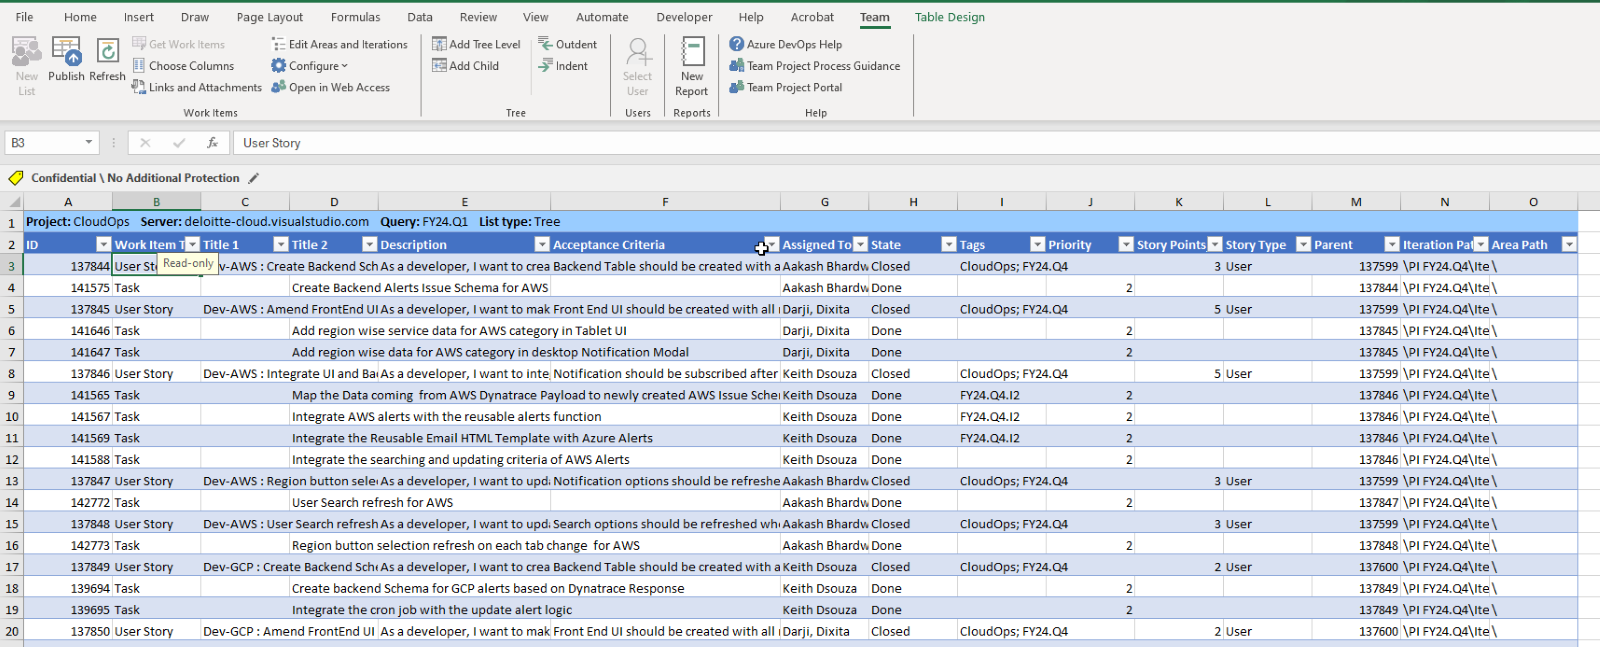 File Home Insert Draw Page Layout Formulas Data Review View Automate Developer Help Acrobat Team Table Design
New List
Publish
Refresh
Get Work Items
Choose Columns
Links and Attachments
Edit Areas and Iterations
Configure
Open in Web Access
Work Items
Add Tree Level
Add Child
Outdent
Indent
Tree
Select User
Users
New Report
Reports
Azure DevOps Help
Team Project Process Guidance
Team Project Portal
Help
B3 fx User Story
Confidential \ No Additional Protection
A B C D E F G H I J K L M N O
1 Project: CloudOps Server: deloitte-cloud.visualstudio.com Query: FY24.Q1 List type: Tree
2 ID Work Item T Title 1 Title 2 Description Acceptance Criteria Assigned To State Tags Priority Story Points Story Type Parent Iteration Pat Area Path
3 137844 User Sto Read-only v-AWS : Create Backend Sch As a developer, I want to crea Backend Table should be created with a Aakash Bhardw Closed CloudOps; FY24.Q4 3 User 137599 \PI FY24.Q4\Ite \
4 141575 Task Create Backend Alerts Issue Schema for AWS Aakash Bhardw Done 2 137844 \PI FY24.Q4\Ite \
5 137845 User Story Dev-AWS : Amend FrontEnd UI As a developer, I want to mak Front End UI should be created with all Darji, Dixita Closed CloudOps; FY24.Q4 5 User 137599 \PI FY24.Q4\Ite \
6 141646 Task Add region wise service data for AWS category in Tablet UI Darji, Dixita Done 2 137845 \PI FY24.Q4\Ite \
7 141647 Task Add region wise data for AWS category in desktop Notification Modal Darji, Dixita Done 2 137845 \PI FY24.Q4\Ite \
8 137846 User Story Dev-AWS : Integrate UI and Bac As a developer, I want to inte Notification should be subscribed after Keith Dsouza Closed CloudOps; FY24.Q4 5 User 137599 \PI FY24.Q4\Ite \
9 141565 Task Map the Data coming from AWS Dynatrace Payload to newly created AWS Issue Scher Keith Dsouza Done FY24.Q4.I2 2 137846 \PI FY24.Q4\Ite \
10 141567 Task Integrate AWS alerts with the reusable alerts function Keith Dsouza Done FY24.Q4.I2 2 137846 \PI FY24.Q4\Ite \
11 141569 Task Integrate the Reusable Email HTML Template with Azure Alerts Keith Dsouza Done FY24.Q4.I2 2 137846 \PI FY24.Q4\Ite \
12 141588 Task Integrate the searching and updating criteria of AWS Alerts Keith Dsouza Done 2 137846 \PI FY24.Q4\Ite \
13 137847 User Story Dev-AWS : Region button selec As a developer, I want to upda Notification options should be refreshe Aakash Bhardw Closed CloudOps; FY24.Q4 3 User 137599 \PI FY24.Q4\Ite \
14 142772 Task User Search refresh for AWS Aakash Bhardw Done 2 137847 \PI FY24.Q4\Ite \
15 137848 User Story Dev-AWS : User Search refresh As a developer, I want to upda Search options should be refreshed whe Aakash Bhardw Closed CloudOps; FY24.Q4 3 User 137599 \PI FY24.Q4\Ite \
16 142773 Task Region button selection refresh on each tab change for AWS Aakash Bhardw Done 2 137848 \PI FY24.Q4\Ite \
17 137849 User Story Dev-GCP : Create Backend Sche As a developer, I want to crea Backend Table should be created with a Keith Dsouza Closed CloudOps; FY24.Q4 2 User 137600 \PI FY24.Q4\Ite \
18 139694 Task Create backend Schema for GCP alerts based on Dynatrace Response Keith Dsouza Done 2 137849 \PI FY24.Q4\Ite \
19 139695 Task Integrate the cron job with the update alert logic Keith Dsouza Done 2 137849 \PI FY24.Q4\Ite \
20 137850 User Story Dev-GCP : Amend FrontEnd UI As a developer, I want to mak Front End UI should be created with all Darji, Dixita Closed CloudOps; FY24.Q4 2 User 137600 \PI FY24.Q4\Ite \